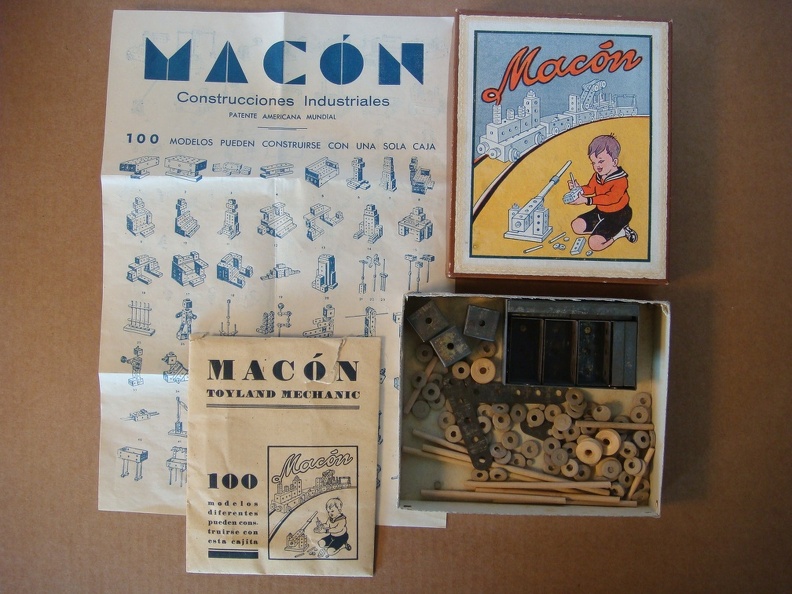 MACÓN
Construcciones Industriales
PATENTE AMERICANA MUNDIAL
100 MODELOS PUEDEN CONSTRUIRSE CON UNA SOLA CAJA
Macón
MACÓN
TOYLAND MECHANIC
100
modelos
diferentes
pueden cons-
truirse con
esta cajita
Macón